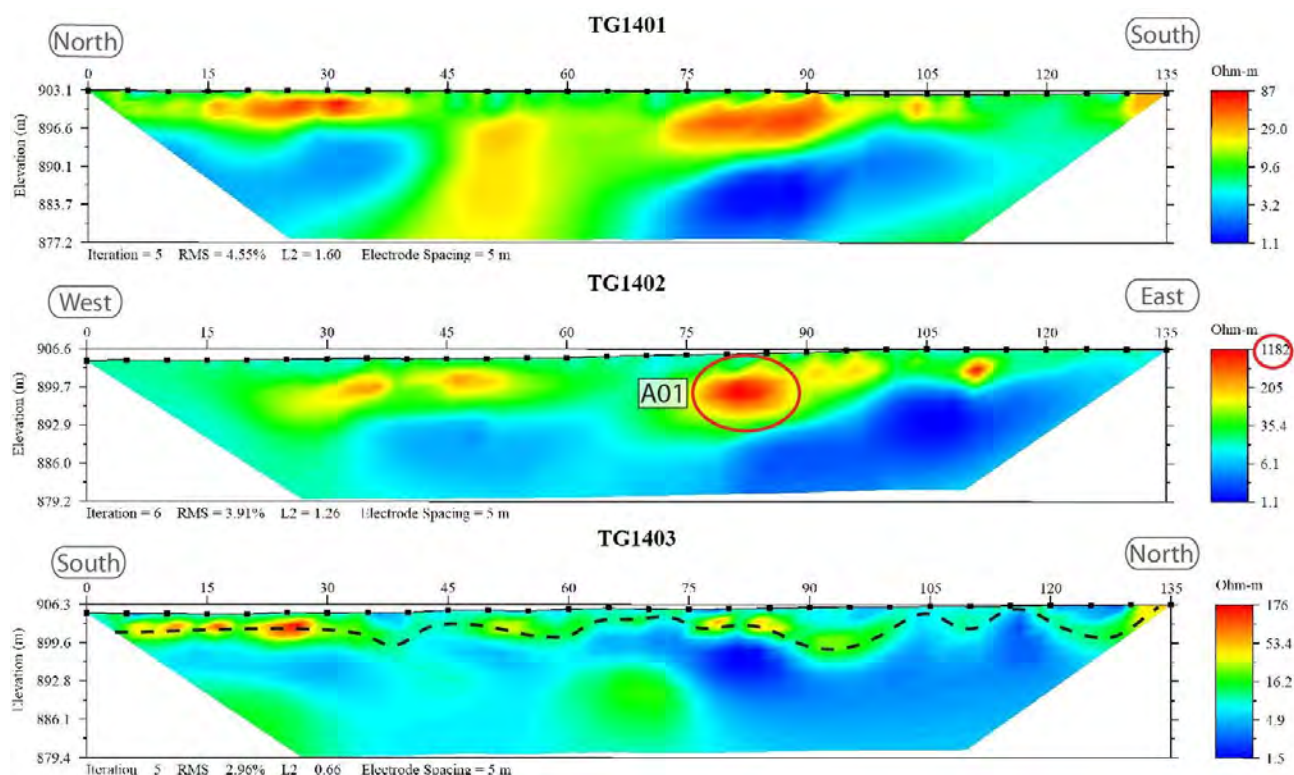 TG1401
North South
0 15 30 45 60 75 90 105 120 135
Ohm-m
903.1
896.6
890.1
883.7
877.2
Elevation (m)
87
29.0
9.6
3.2
1.1
Iteration = 5 RMS = 4.55% L2 = 1.60 Electrode Spacing = 5 m
TG1402
West East
0 15 30 45 60 75 90 105 120 135
Ohm-m
906.6
899.7
892.9
886.0
879.2
Elevation (m)
A01
1182
205
35.4
6.1
1.1
Iteration = 6 RMS = 3.91% L2 = 1.26 Electrode Spacing = 5 m
TG1403
South North
0 15 30 45 60 75 90 105 120 135
Ohm-m
906.3
899.6
892.8
886.1
879.4
Elevation (m)
176
53.4
16.2
4.9
1.5
Iteration 5 RMS 2.96% L2 0.66 Electrode Spacing = 5 m